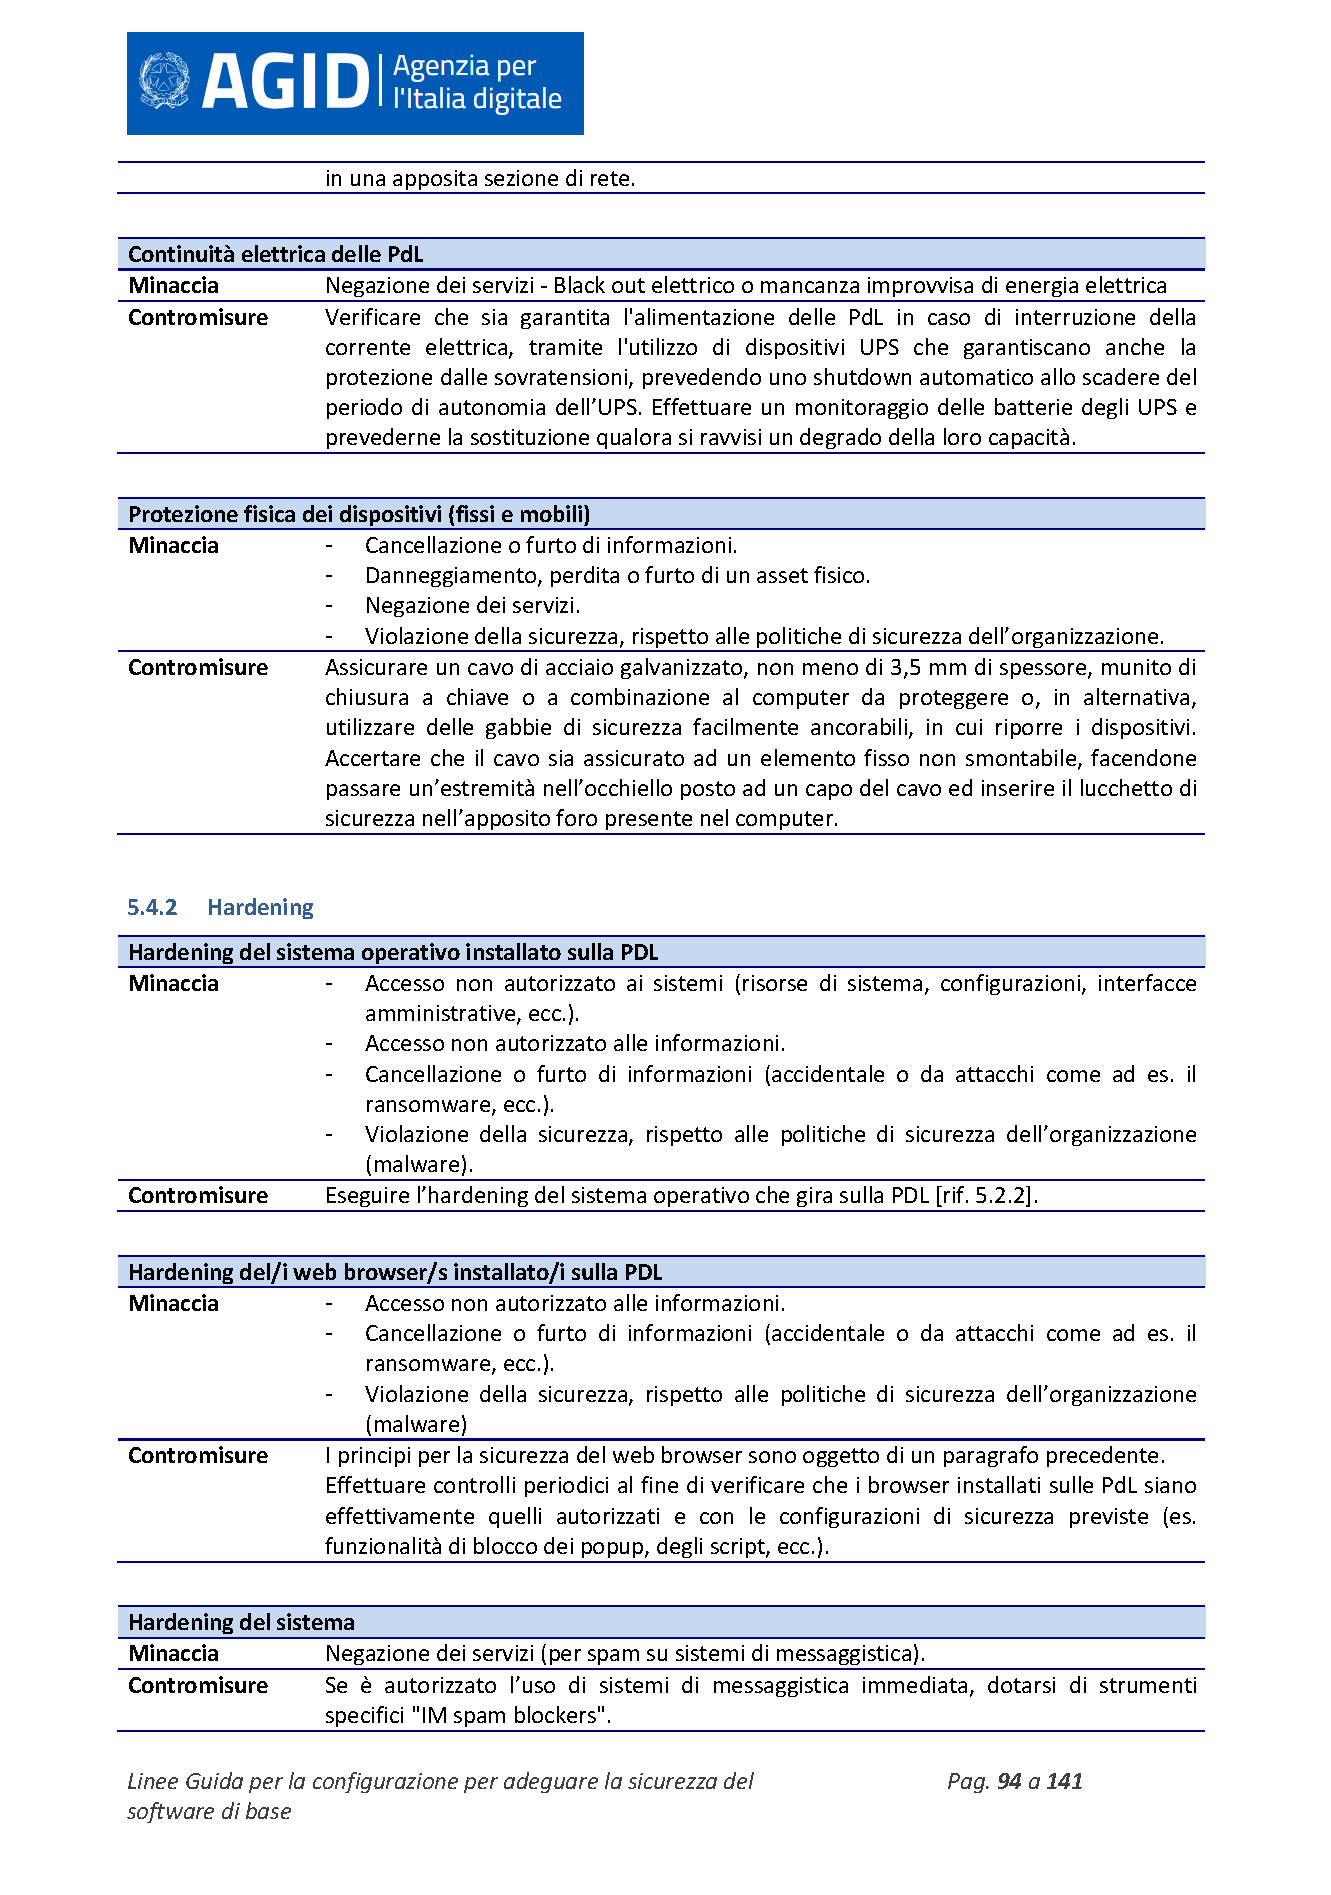 AGID Agenzia per
l'Italia digitale
in una apposita sezione di rete.
Continuità elettrica delle PdL
Minaccia Negazione dei servizi - Black out elettrico o mancanza improvvisa di energia elettrica
Contromisure Verificare che sia garantita l'alimentazione delle PdL in caso di interruzione della
corrente elettrica, tramite l'utilizzo di dispositivi UPS che garantiscano anche la
protezione dalle sovratensioni, prevedendo uno shutdown automatico allo scadere del
periodo di autonomia dell’UPS. Effettuare un monitoraggio delle batterie degli UPS e
prevederne la sostituzione qualora si ravvisi un degrado della loro capacità.
Protezione fisica dei dispositivi (fissi e mobili)
Minaccia - Cancellazione o furto di informazioni.
- Danneggiamento, perdita o furto di un asset fisico.
- Negazione dei servizi.
- Violazione della sicurezza, rispetto alle politiche di sicurezza dell’organizzazione.
Contromisure Assicurare un cavo di acciaio galvanizzato, non meno di 3,5 mm di spessore, munito di
chiusura a chiave o a combinazione al computer da proteggere o, in alternativa,
utilizzare delle gabbie di sicurezza facilmente ancorabili, in cui riporre i dispositivi.
Accertare che il cavo sia assicurato ad un elemento fisso non smontabile, facendone
passare un’estremità nell’occhiello posto ad un capo del cavo ed inserire il lucchetto di
sicurezza nell’apposito foro presente nel computer.
5.4.2 Hardening
Hardening del sistema operativo installato sulla PDL
Minaccia - Accesso non autorizzato ai sistemi (risorse di sistema, configurazioni, interfacce
amministrative, ecc.).
- Accesso non autorizzato alle informazioni.
- Cancellazione o furto di informazioni (accidentale o da attacchi come ad es. il
ransomware, ecc.).
- Violazione della sicurezza, rispetto alle politiche di sicurezza dell’organizzazione
(malware).
Contromisure Eseguire l’hardening del sistema operativo che gira sulla PDL [rif. 5.2.2].
Hardening del/i web browser/s installato/i sulla PDL
Minaccia - Accesso non autorizzato alle informazioni.
- Cancellazione o furto di informazioni (accidentale o da attacchi come ad es. il
ransomware, ecc.).
- Violazione della sicurezza, rispetto alle politiche di sicurezza dell’organizzazione
(malware)
Contromisure I principi per la sicurezza del web browser sono oggetto di un paragrafo precedente.
Effettuare controlli periodici al fine di verificare che i browser installati sulle PdL siano
effettivamente quelli autorizzati e con le configurazioni di sicurezza previste (es.
funzionalità di blocco dei popup, degli script, ecc.).
Hardening del sistema
Minaccia Negazione dei servizi (per spam su sistemi di messaggistica).
Contromisure Se è autorizzato l’uso di sistemi di messaggistica immediata, dotarsi di strumenti
specifici "IM spam blockers".
Linee Guida per la configurazione per adeguare la sicurezza del Pag. 94 a 141
software di base